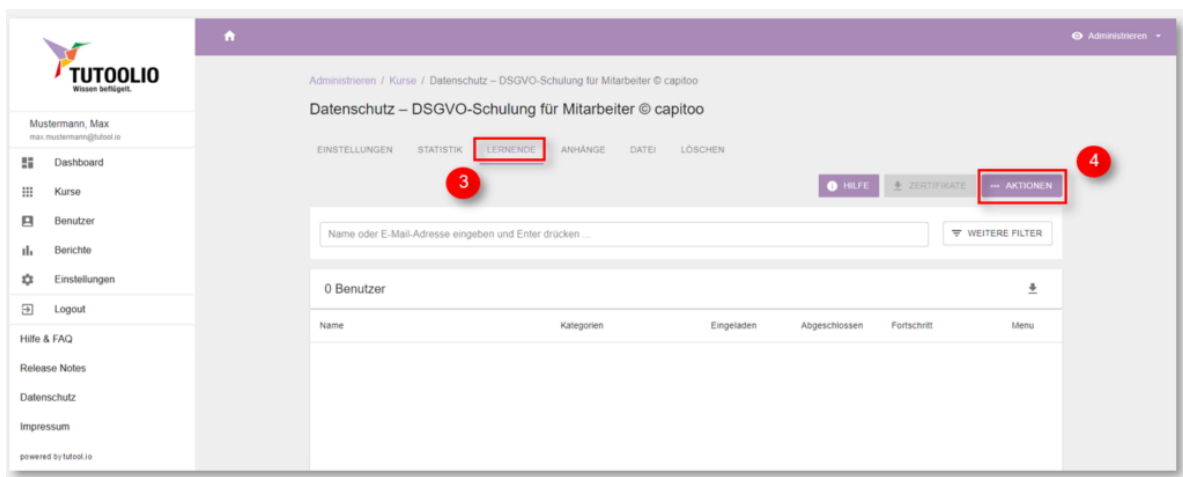 TUTOOLIO
Wissen beflügelt.
Mustermann, Max
max.mustermann@tutool.io
Dashboard
Kurse
Benutzer
Berichte
Einstellungen
Logout
Hilfe & FAQ
Release Notes
Datenschutz
Impressum
powered by tutool.io
Administrieren
Administrieren / Kurse / Datenschutz – DSGVO-Schulung für Mitarbeiter © capitoo
Datenschutz – DSGVO-Schulung für Mitarbeiter © capitoo
EINSTELLUNGEN STATISTIK LERNENDE ANHÄNGE DATEI LÖSCHEN
3
4
HILFE ZERTIFIKATE ··· AKTIONEN
Name oder E-Mail-Adresse eingeben und Enter drücken ...
WEITERE FILTER
0 Benutzer
Name Kategorien Eingeladen Abgeschlossen Fortschritt Menu